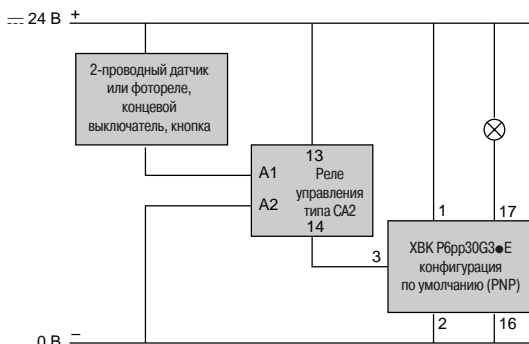 24 В +
2-проводный датчик
или фотореле,
концевой
выключатель, кнопка
13
A1
Реле
A2
управления
типа CA2
14
1
17
3
XBK P6pp30G3●E
конфигурация
по умолчанию (PNP)
2
16
0 В –